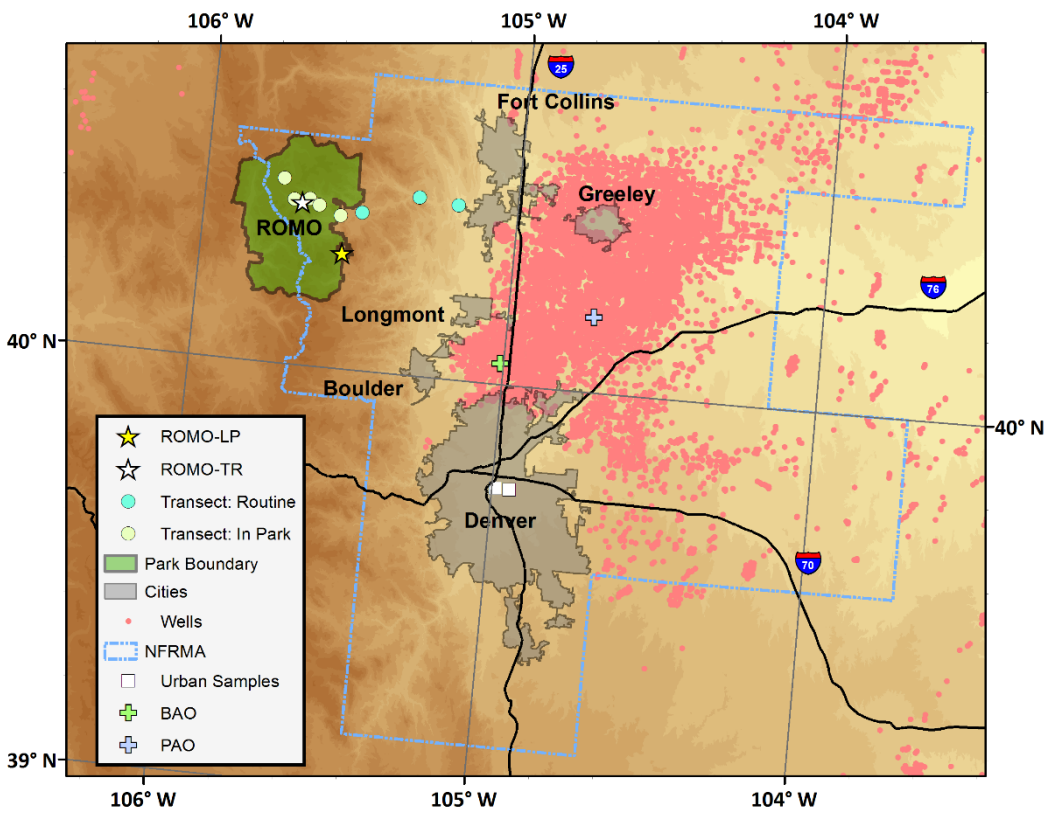 106° W 105° W 104° W
25
Fort Collins
Greeley
ROMO
76
Longmont
40° N
Boulder
40° N
ROMO-LP
ROMO-TR
Transect: Routine
Transect: In Park
Park Boundary
Cities
Wells
NFRMA
Urban Samples
BAO
PAO
Denver
70
39° N
106° W 105° W 104° W